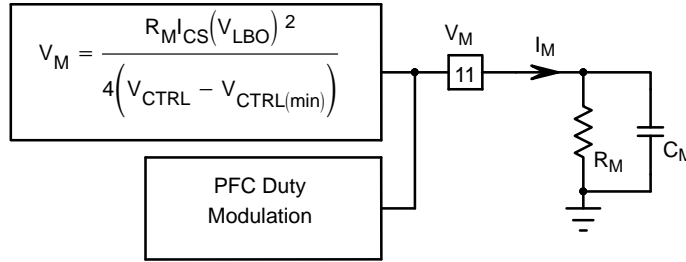 V_M = R_M I_CS (V_LBO)^2 / 4(V_CTRL − V_CTRL(min))
V_M
11
I_M
R_M
C_M
PFC Duty
Modulation